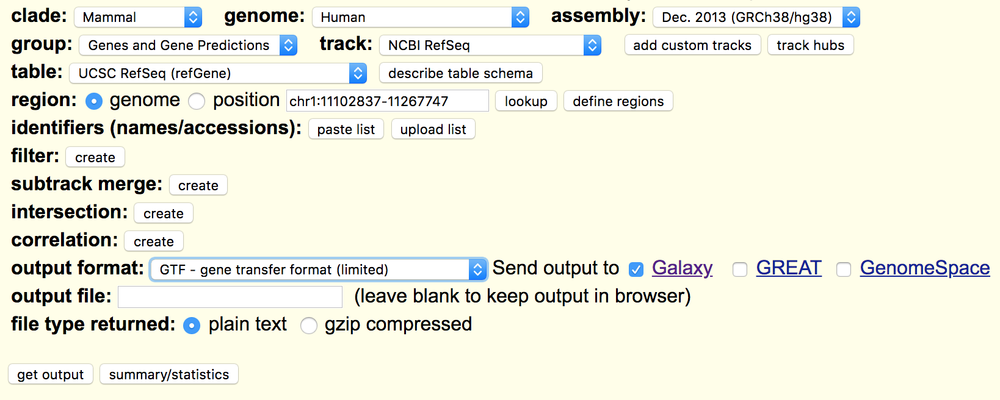 clade: Mammal genome: Human assembly: Dec. 2013 (GRCh38/hg38)
group: Genes and Gene Predictions track: NCBI RefSeq add custom tracks track hubs
table: UCSC RefSeq (refGene) describe table schema
region: genome position chr1:11102837-11267747 lookup define regions
identifiers (names/accessions): paste list upload list
filter: create
subtrack merge: create
intersection: create
correlation: create
output format: GTF - gene transfer format (limited) Send output to Galaxy GREAT GenomeSpace
output file: (leave blank to keep output in browser)
file type returned: plain text gzip compressed
get output summary/statistics